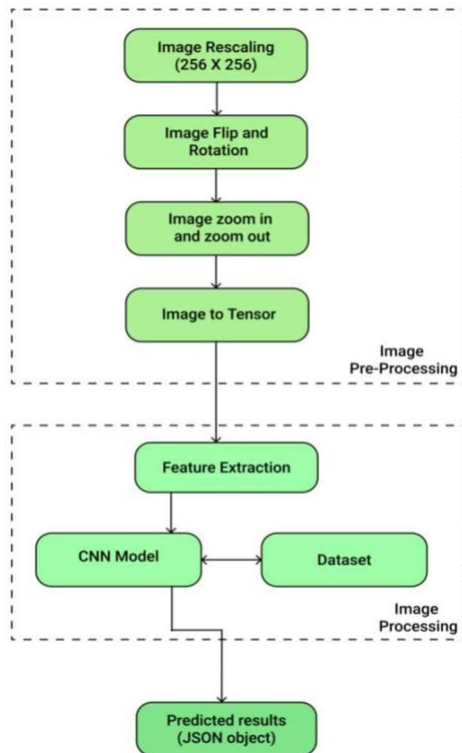 Image Rescaling
(256 X 256)
Image Flip and
Rotation
Image zoom in
and zoom out
Image to Tensor
Image
Pre-Processing
Feature Extraction
CNN Model
Dataset
Image
Processing
Predicted results
(JSON object)